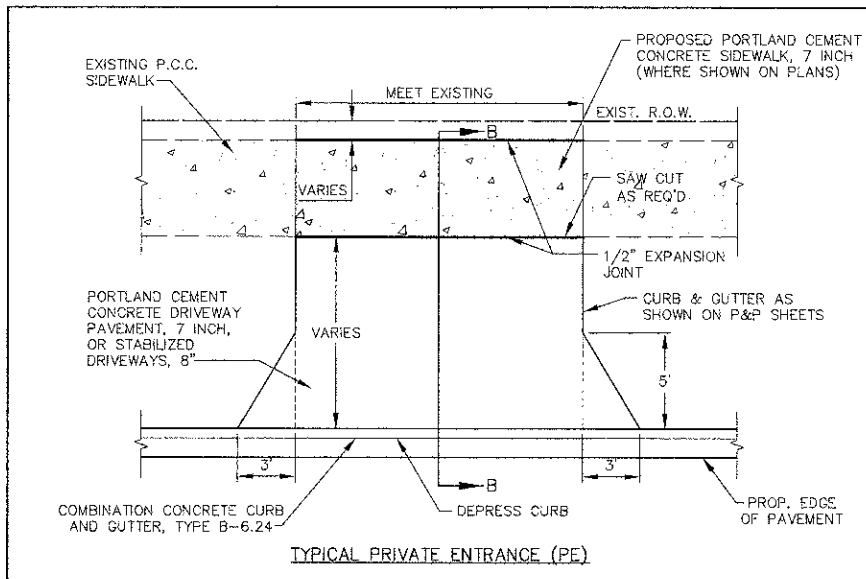 EXISTING P.C.C.
SIDEWALK
PROPOSED PORTLAND CEMENT
CONCRETE SIDEWALK, 7 INCH
(WHERE SHOWN ON PLANS)
MEET EXISTING
EXIST. R.O.W.
B
VARIES
SAW CUT
AS REQ'D
1/2" EXPANSION
JOINT
PORTLAND CEMENT
CONCRETE DRIVEWAY
PAVEMENT, 7 INCH,
OR STABILIZED
DRIVEWAYS, 8"
VARIES
CURB & GUTTER AS
SHOWN ON P&P SHEETS
5'
3'
3'
B
COMBINATION CONCRETE CURB
AND GUTTER, TYPE B-6.24
DEPRESS CURB
PROP. EDGE
OF PAVEMENT
TYPICAL PRIVATE ENTRANCE (PE)